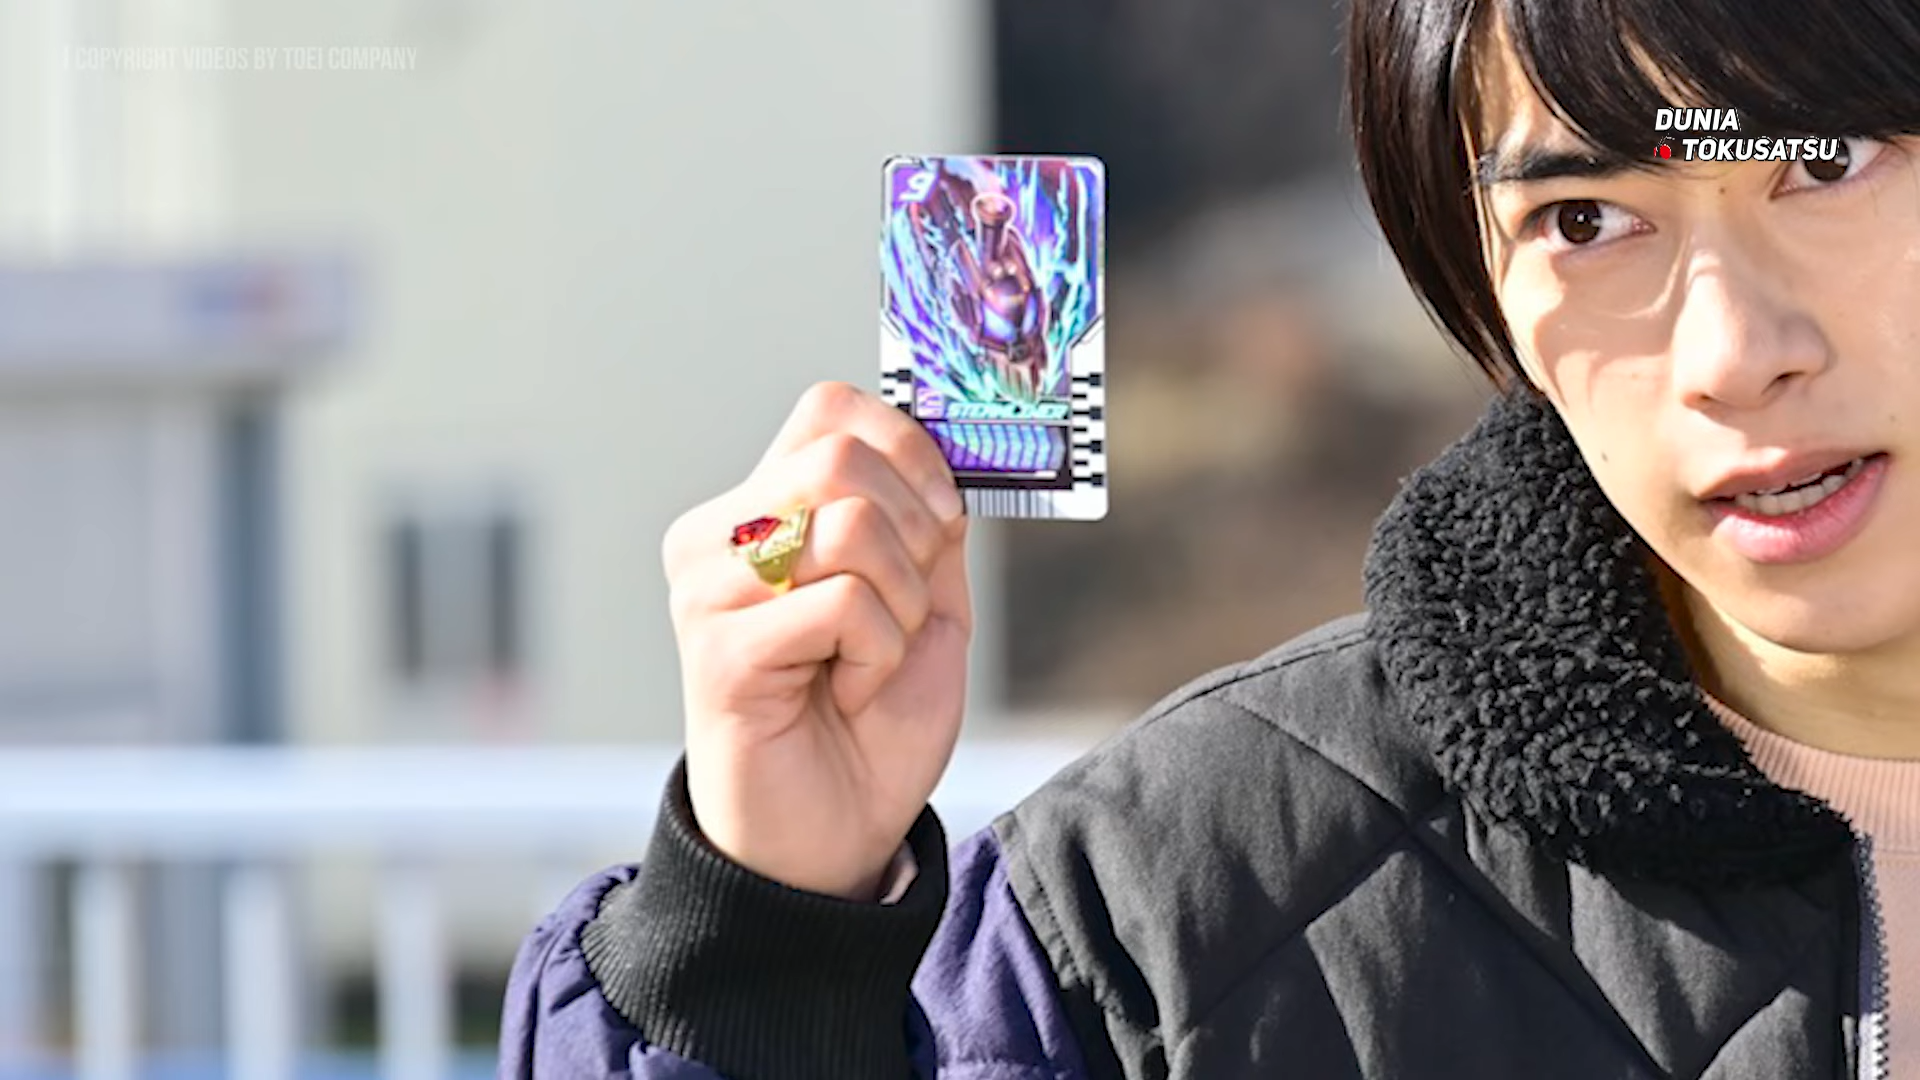 | COPYRIGHT VIDEOS BY TOEI COMPANY
DUNIA
TOKUSATSU
9
STEAMLINER